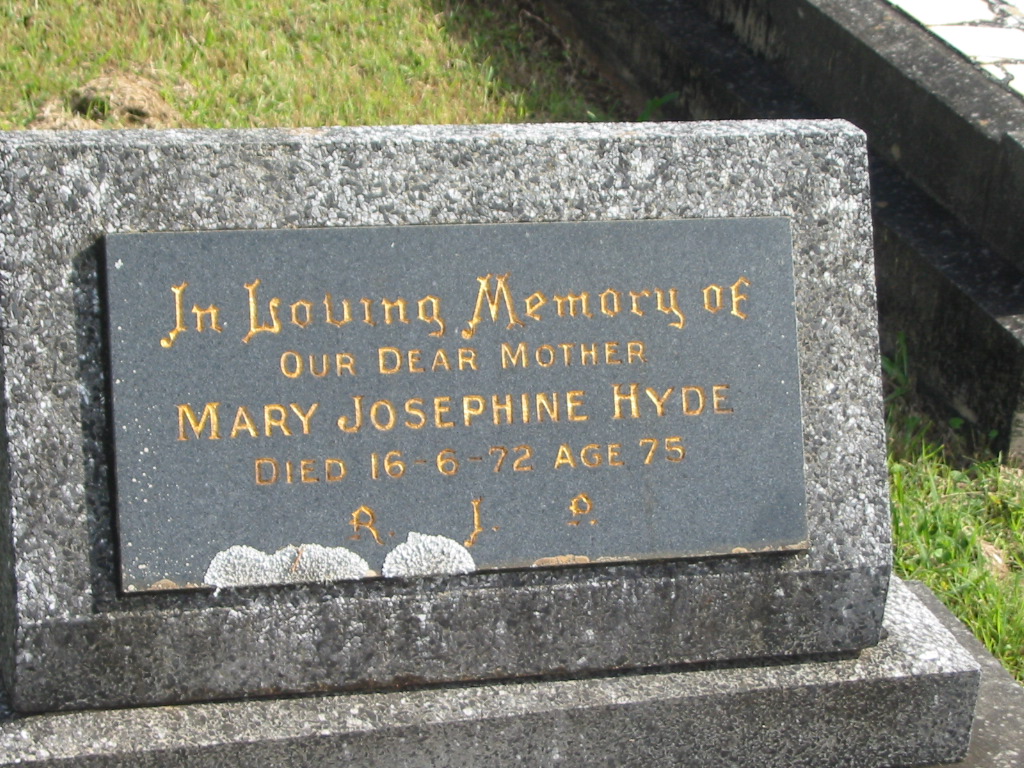 In Loving Memory of
OUR DEAR MOTHER
MARY JOSEPHINE HYDE
DIED 16-6-72 AGE 75
R. I. P.